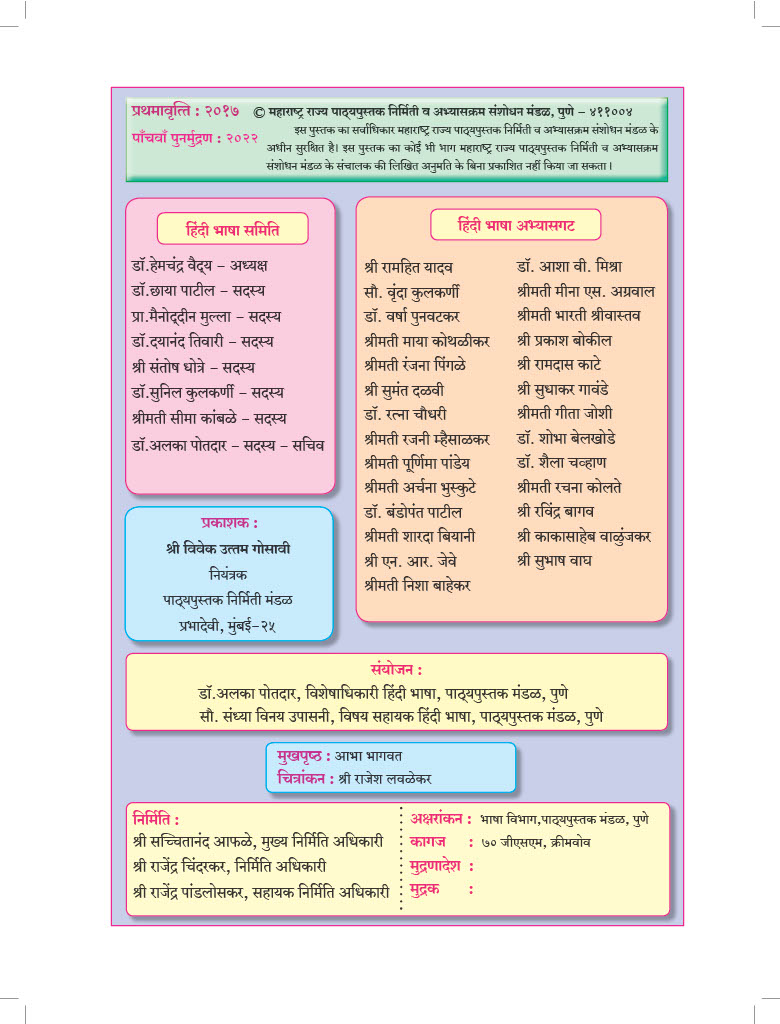 प्रथमावृत्ति : २०१७ © महाराष्ट्र राज्य पाठ्यपुस्तक निर्मिती व अभ्यासक्रम संशोधन मंडळ, पुणे – ४११००४
पाँचवाँ पुनर्मुद्रण : २०२२
इस पुस्तक का सर्वाधिकार महाराष्ट्र राज्य पाठ्यपुस्तक निर्मिती व अभ्यासक्रम संशोधन मंडळ के
अधीन सुरक्षित है। इस पुस्तक का कोई भी भाग महाराष्ट्र राज्य पाठ्यपुस्तक निर्मिती व अभ्यासक्रम
संशोधन मंडळ के संचालक की लिखित अनुमति के बिना प्रकाशित नहीं किया जा सकता ।
हिंदी भाषा समिति
डॉ.हेमचंद्र वैद्य – अध्यक्ष
डॉ.छाया पाटील – सदस्य
प्रा.मैनोद्दीन मुल्ला – सदस्य
डॉ.दयानंद तिवारी – सदस्य
श्री संतोष धोत्रे – सदस्य
डॉ.सुनिल कुलकर्णी – सदस्य
श्रीमती सीमा कांबळे – सदस्य
डॉ.अलका पोतदार – सदस्य – सचिव
प्रकाशक :
श्री विवेक उत्तम गोसावी
नियंत्रक
पाठ्यपुस्तक निर्मिती मंडळ
प्रभादेवी, मुंबई–२५
हिंदी भाषा अभ्यासगट
श्री रामहित यादव
सौ. वृंदा कुलकर्णी
डॉ. वर्षा पुनवटकर
श्रीमती माया कोथळीकर
श्रीमती रंजना पिंगळे
श्री सुमंत दळवी
डॉ. रत्ना चौधरी
श्रीमती रजनी म्हैसाळकर
श्रीमती पूर्णिमा पांडेय
श्रीमती अर्चना भुस्कुटे
डॉ. बंडोपंत पाटील
श्रीमती शारदा बियानी
श्री एन. आर. जेवे
श्रीमती निशा बाहेकर
डॉ. आशा वी. मिश्रा
श्रीमती मीना एस. अग्रवाल
श्रीमती भारती श्रीवास्तव
श्री प्रकाश बोकील
श्री रामदास काटे
श्री सुधाकर गावंडे
श्रीमती गीता जोशी
डॉ. शोभा बेलखोडे
डॉ. शैला चव्हाण
श्रीमती रचना कोलते
श्री रविंद्र बागव
श्री काकासाहेब वाळुंजकर
श्री सुभाष वाघ
संयोजन :
डॉ.अलका पोतदार, विशेषाधिकारी हिंदी भाषा, पाठ्यपुस्तक मंडळ, पुणे
सौ. संध्या विनय उपासनी, विषय सहायक हिंदी भाषा, पाठ्यपुस्तक मंडळ, पुणे
मुखपृष्ठ : आभा भागवत
चित्रांकन : श्री राजेश लवळेकर
निर्मिति :
श्री सच्चितानंद आफळे, मुख्य निर्मिति अधिकारी
श्री राजेंद्र चिंदरकर, निर्मिति अधिकारी
श्री राजेंद्र पांडलोसकर, सहायक निर्मिति अधिकारी
अक्षरांकन : भाषा विभाग,पाठ्यपुस्तक मंडळ, पुणे
कागज : ७० जीएसएम, क्रीमवोव
मुद्रणादेश :
मुद्रक :